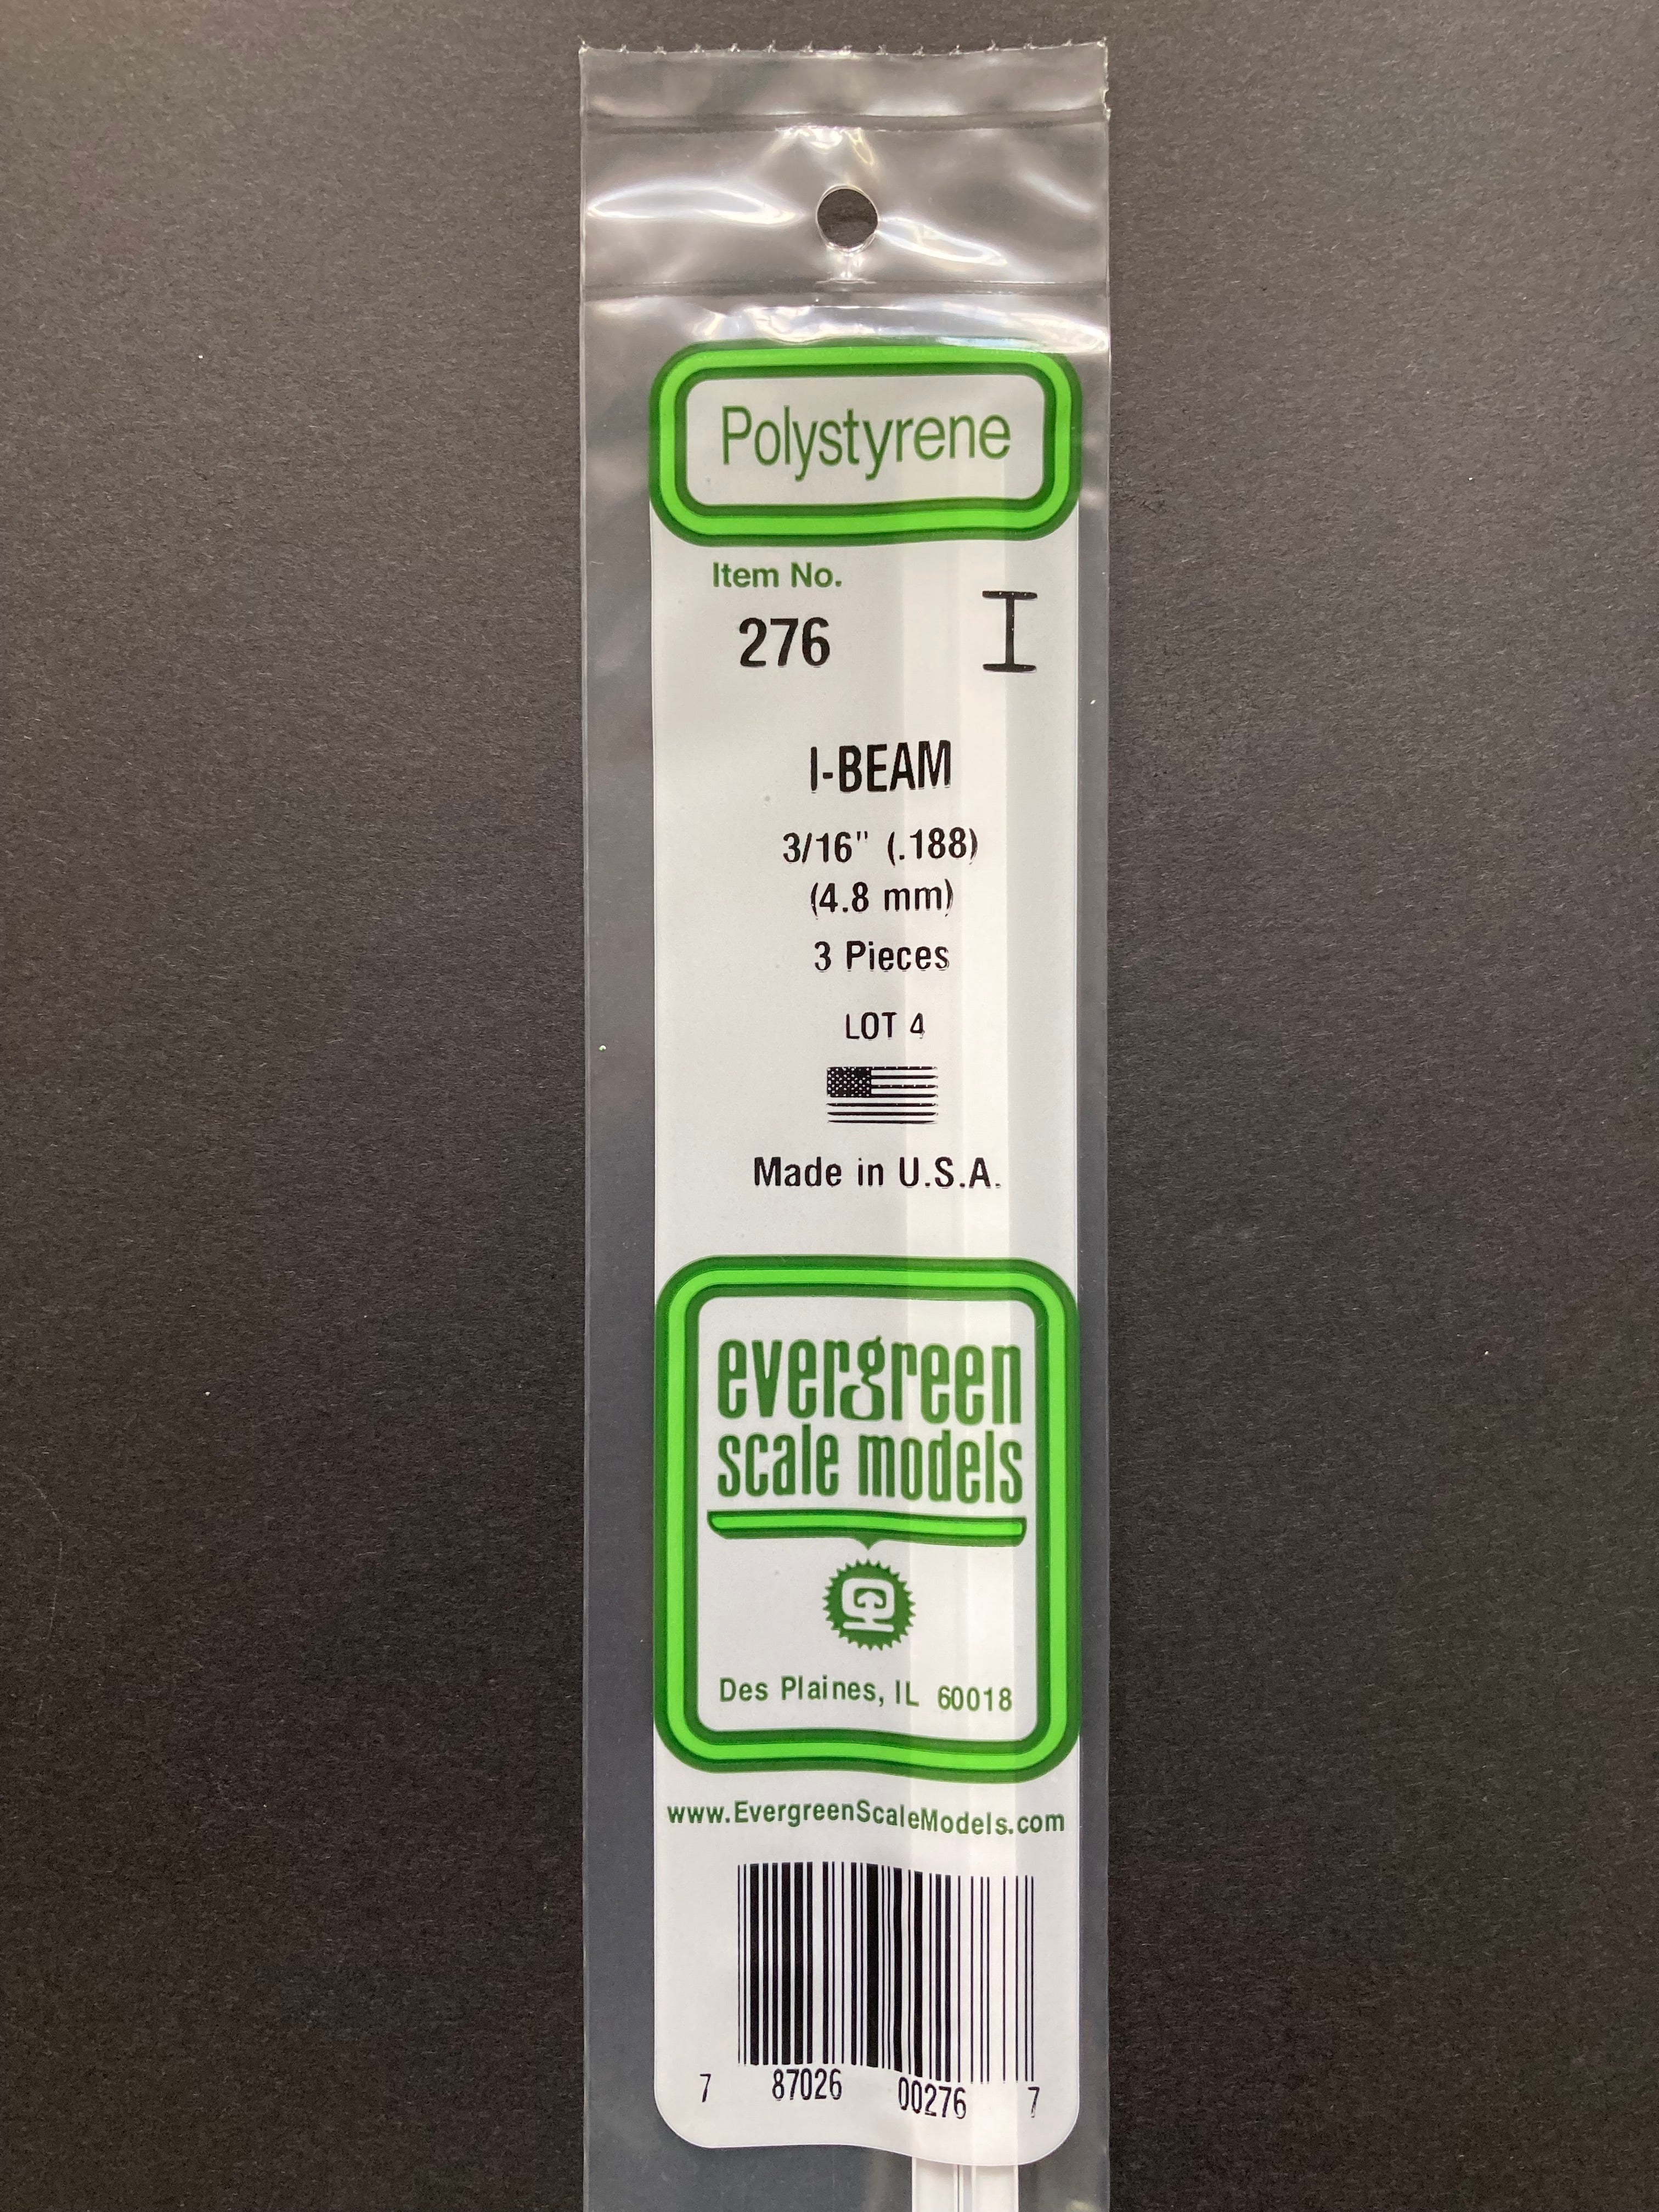 Polystyrene
Item No.
276
I-BEAM
3/16" (.188)
(4.8 mm)
3 Pieces
LOT 4
Made in U.S.A.
evergreen
scale models
Des Plaines, IL 60018
www.EvergreenScaleModels.com
7 87026 00276 7